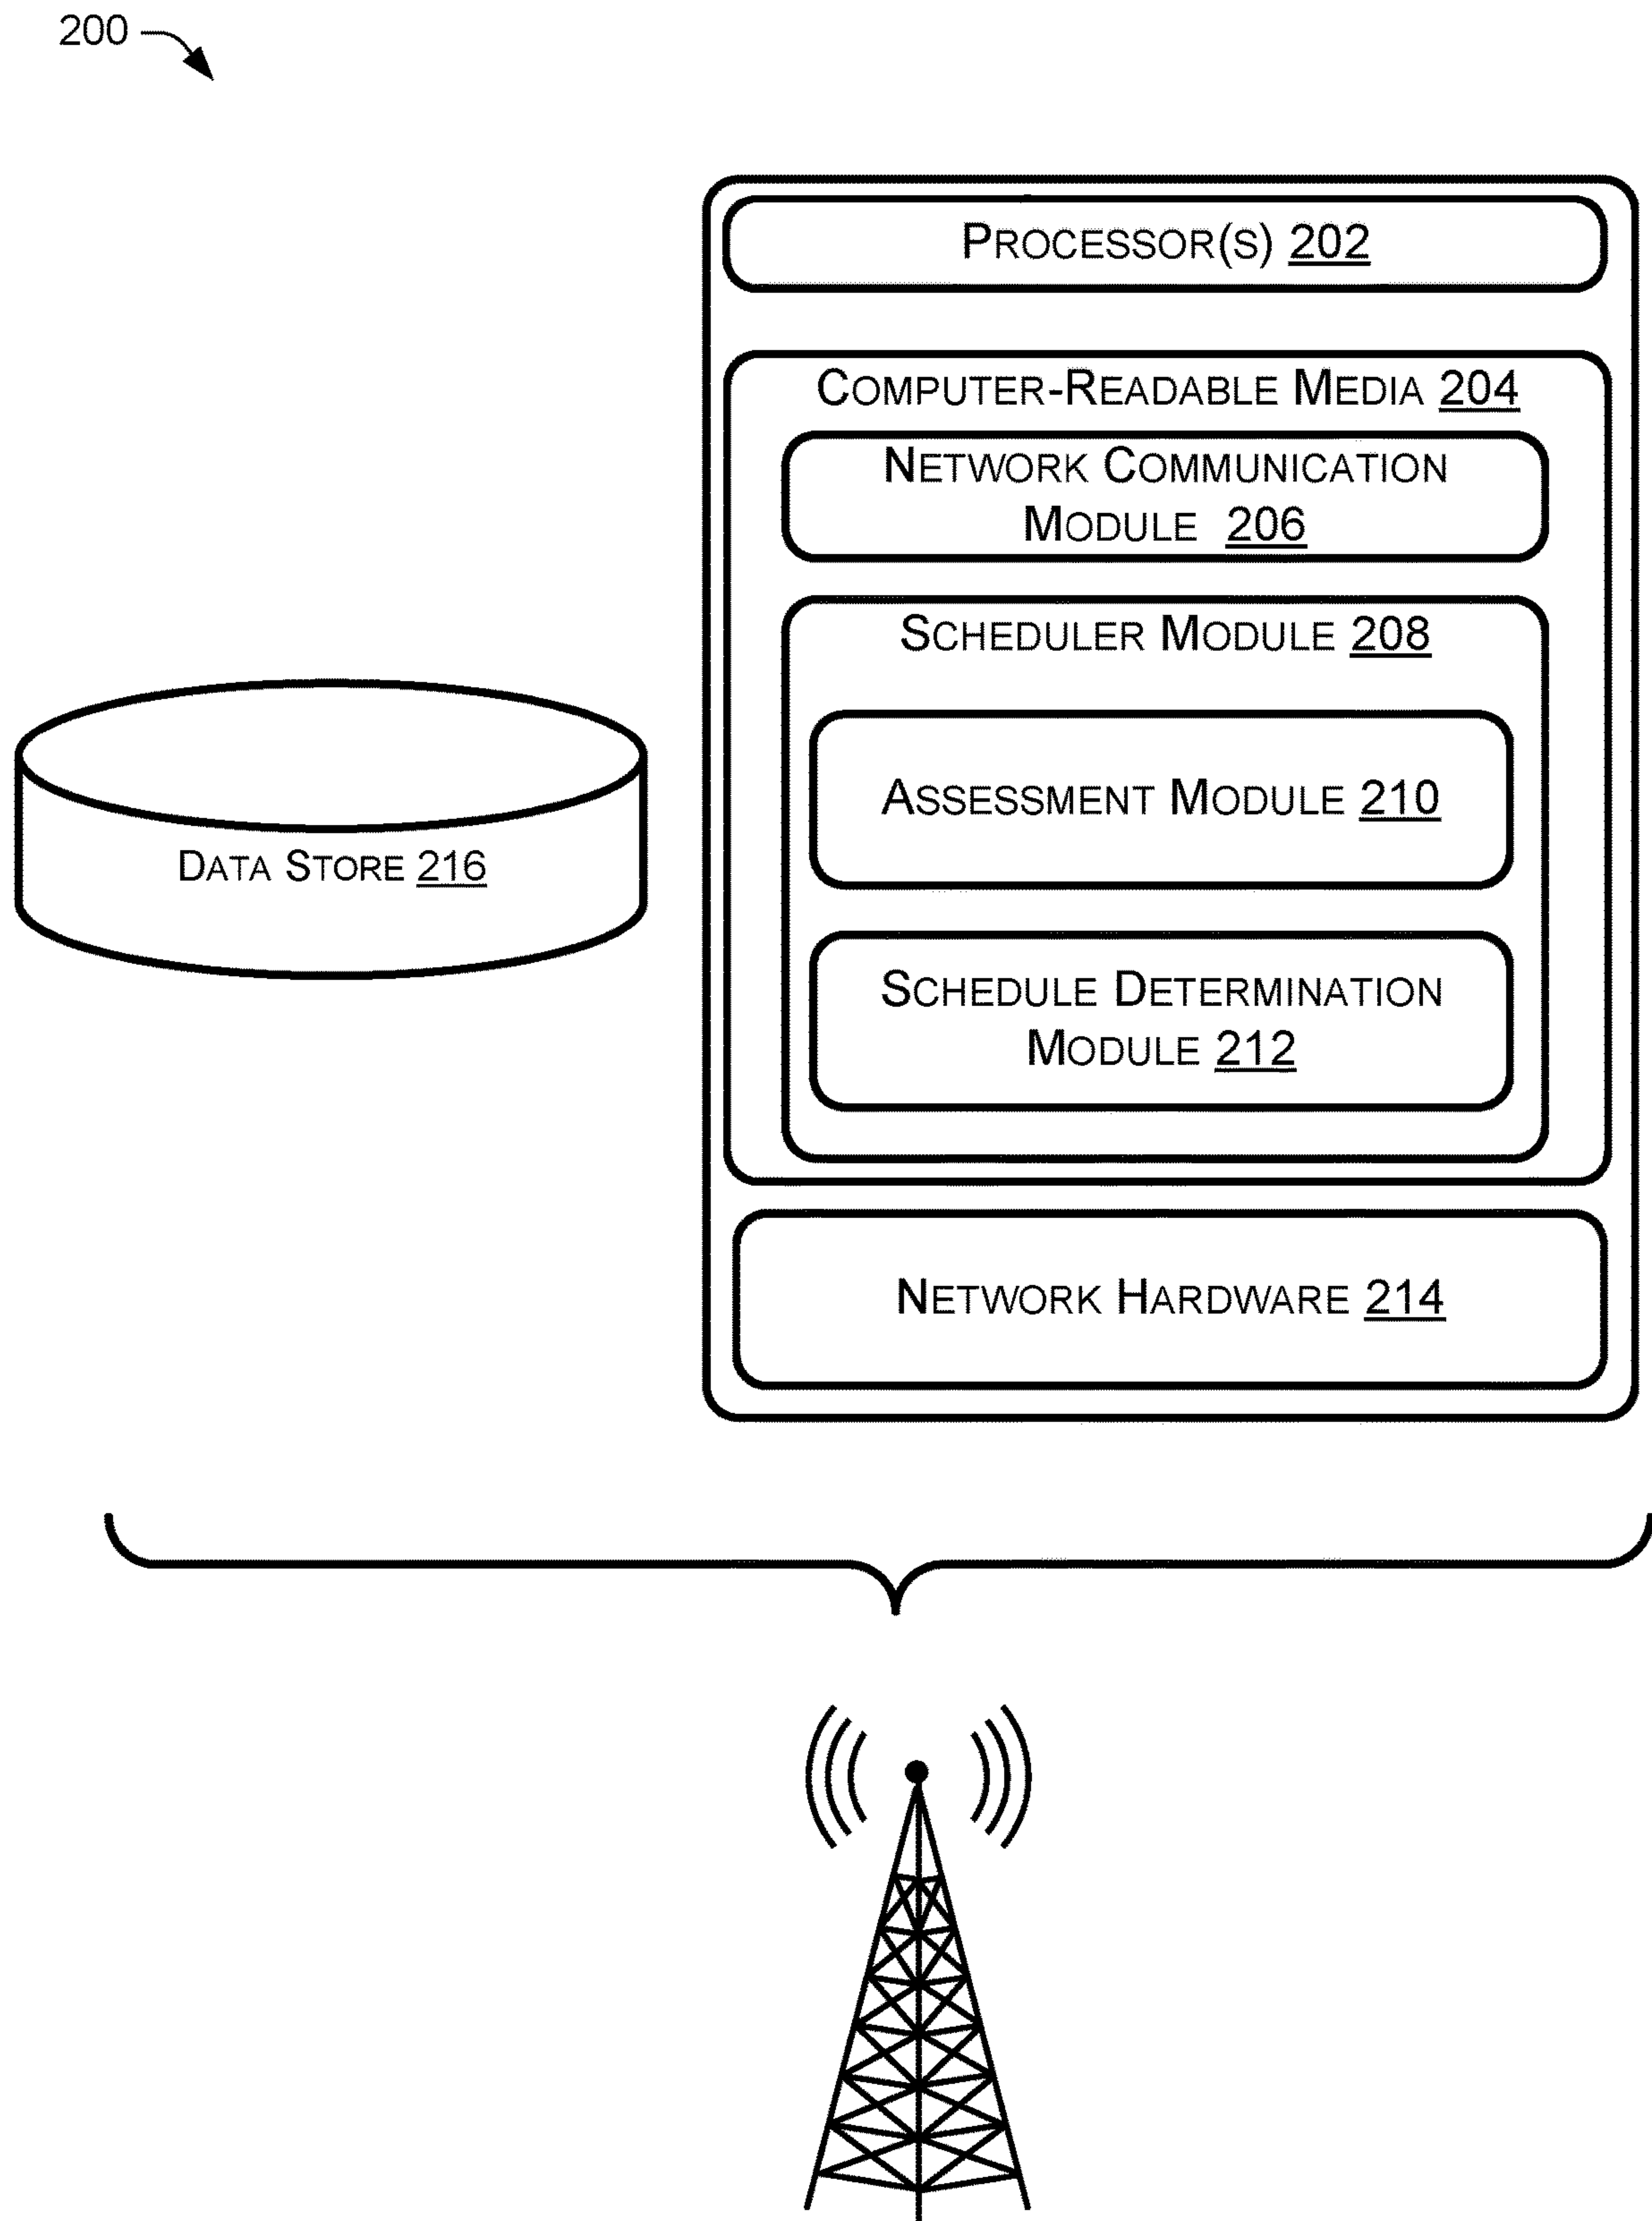 200
PROCESSOR(S) 202
COMPUTER-READABLE MEDIA 204
NETWORK COMMUNICATION
MODULE 206
SCHEDULER MODULE 208
ASSESSMENT MODULE 210
DATA STORE 216
SCHEDULE DETERMINATION
MODULE 212
NETWORK HARDWARE 214